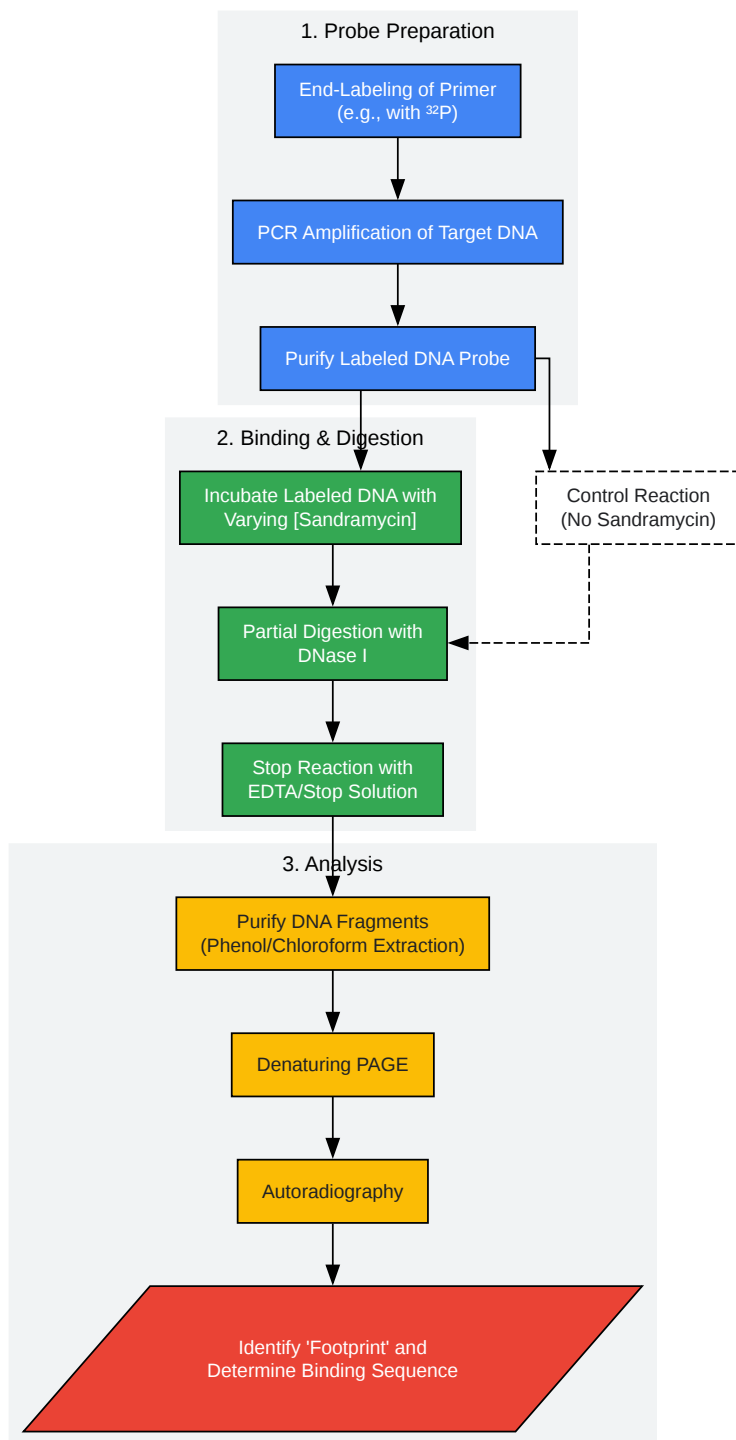 1. Probe Preparation
End-Labeling of Primer
(e.g., with ³²P)
PCR Amplification of Target DNA
Purify Labeled DNA Probe
2. Binding & Digestion
Incubate Labeled DNA with
Varying [Sandramycin]
Control Reaction
(No Sandramycin)
Partial Digestion with
DNase I
Stop Reaction with
EDTA/Stop Solution
3. Analysis
Purify DNA Fragments
(Phenol/Chloroform Extraction)
Denaturing PAGE
Autoradiography
Identify 'Footprint' and
Determine Binding Sequence